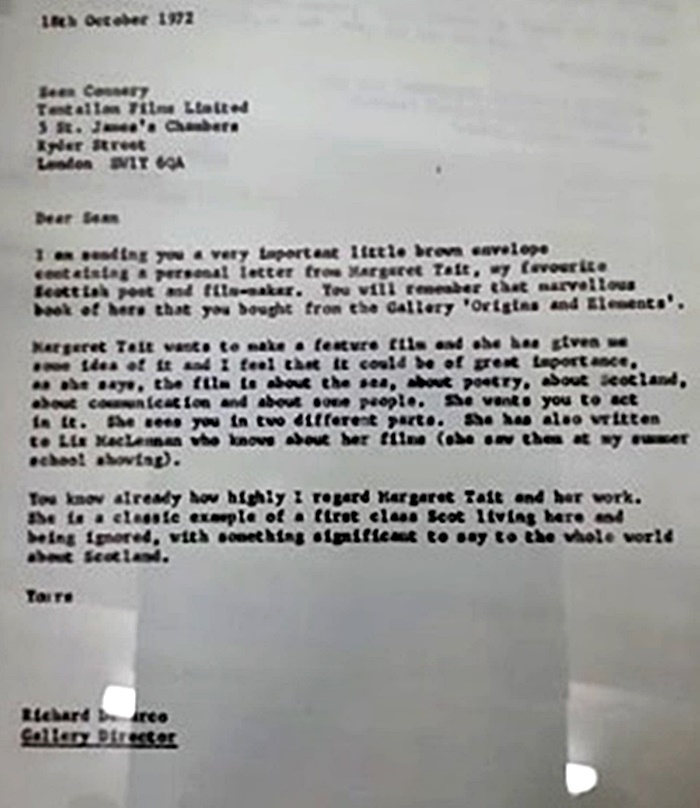 18th October 1972
Sean Connery
Tantallon Films Limited
3 St. James's Chambers
Ryder Street
London SW1Y 6QA
Dear Sean
I am sending you a very important little brown envelope
containing a personal letter from Margaret Tait, my favourite
Scottish poet and film-maker. You will remember that marvellous
book of hers that you bought from the Gallery 'Origins and Elements'.
Margaret Tait wants to make a feature film and she has given me
some idea of it and I feel that it could be of great importance,
as she says, the film is about the sea, about poetry, about Scotland,
about communication and about some people. She wants you to act
in it. She sees you in two different parts. She has also written
to Liz MacLennan who knows about her films (she saw them at my summer
school showing).
You know already how highly I regard Margaret Tait and her work.
She is a classic example of a first class Scot living here and
being ignored, with something significant to say to the whole world
about Scotland.
Yours
Richard
Gallery Director